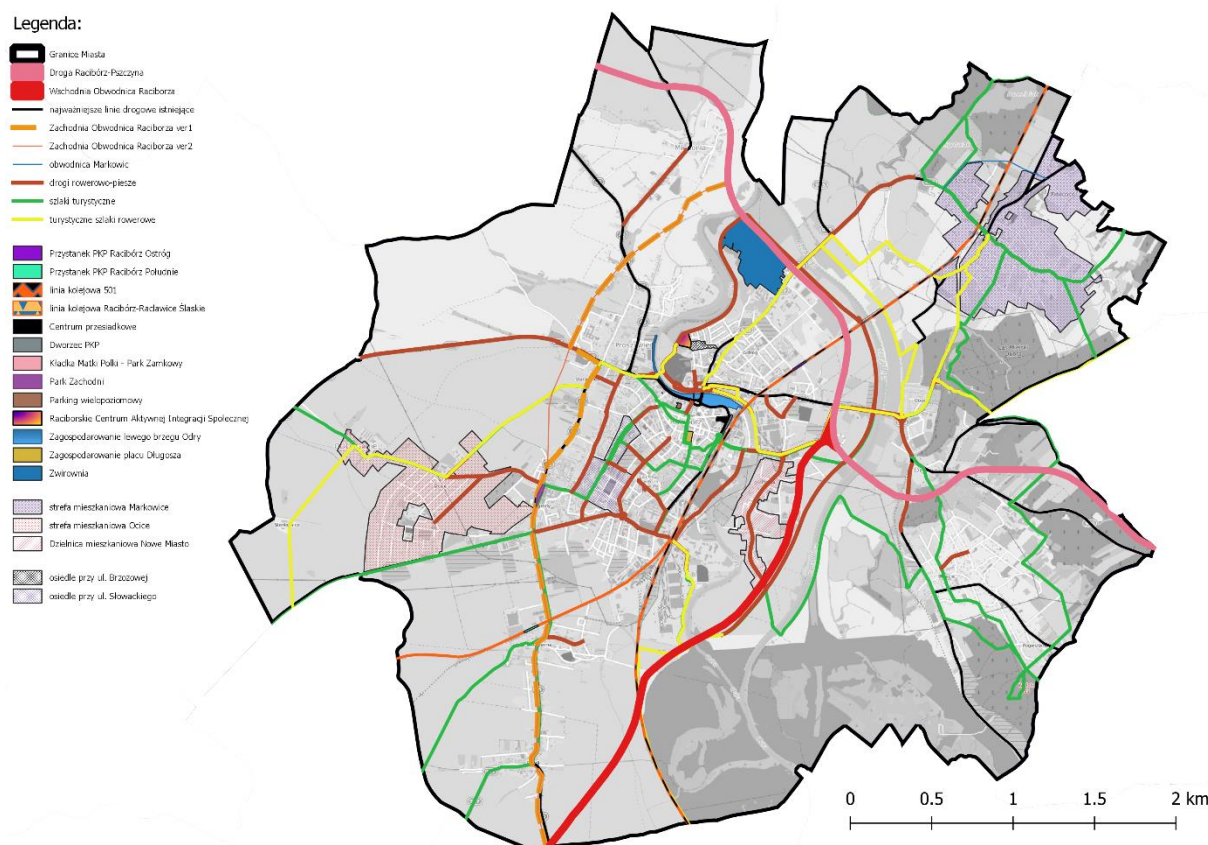 Legenda:
Granice Miasta
Droga Racibórz-Pszczyna
Wschodnia Obwodnica Raciborza
najważniejsze linie drogowe istniejące
Zachodnia Obwodnica Raciborza ver1
Zachodnia Obwodnica Raciborza ver2
obwodnica Markowic
drogi rowerowo-piesze
szlaki turystyczne
turystyczne szlaki rowerowe
Przystanek PKP Racibórz Ostróg
Przystanek PKP Racibórz Południe
linia kolejowa 501
linia kolejowa Racibórz-Racławice Śląskie
Centrum przesiadkowe
Dworzec PKP
Kładka Matki Polki - Park Zamkowy
Park Zachodni
Parking wielopoziomowy
Raciborskie Centrum Aktywnej Integracji Społecznej
Zagospodarowanie lewego brzegu Odry
Zagospodarowanie placu Długosza
Żwirownia
strefa mieszkaniowa Markowice
strefa mieszkaniowa Ocice
Dzielnica mieszkaniowa Nowe Miasto
osiedle przy ul. Brzozowej
osiedle przy ul. Słowackiego
0 0.5 1 1.5 2 km